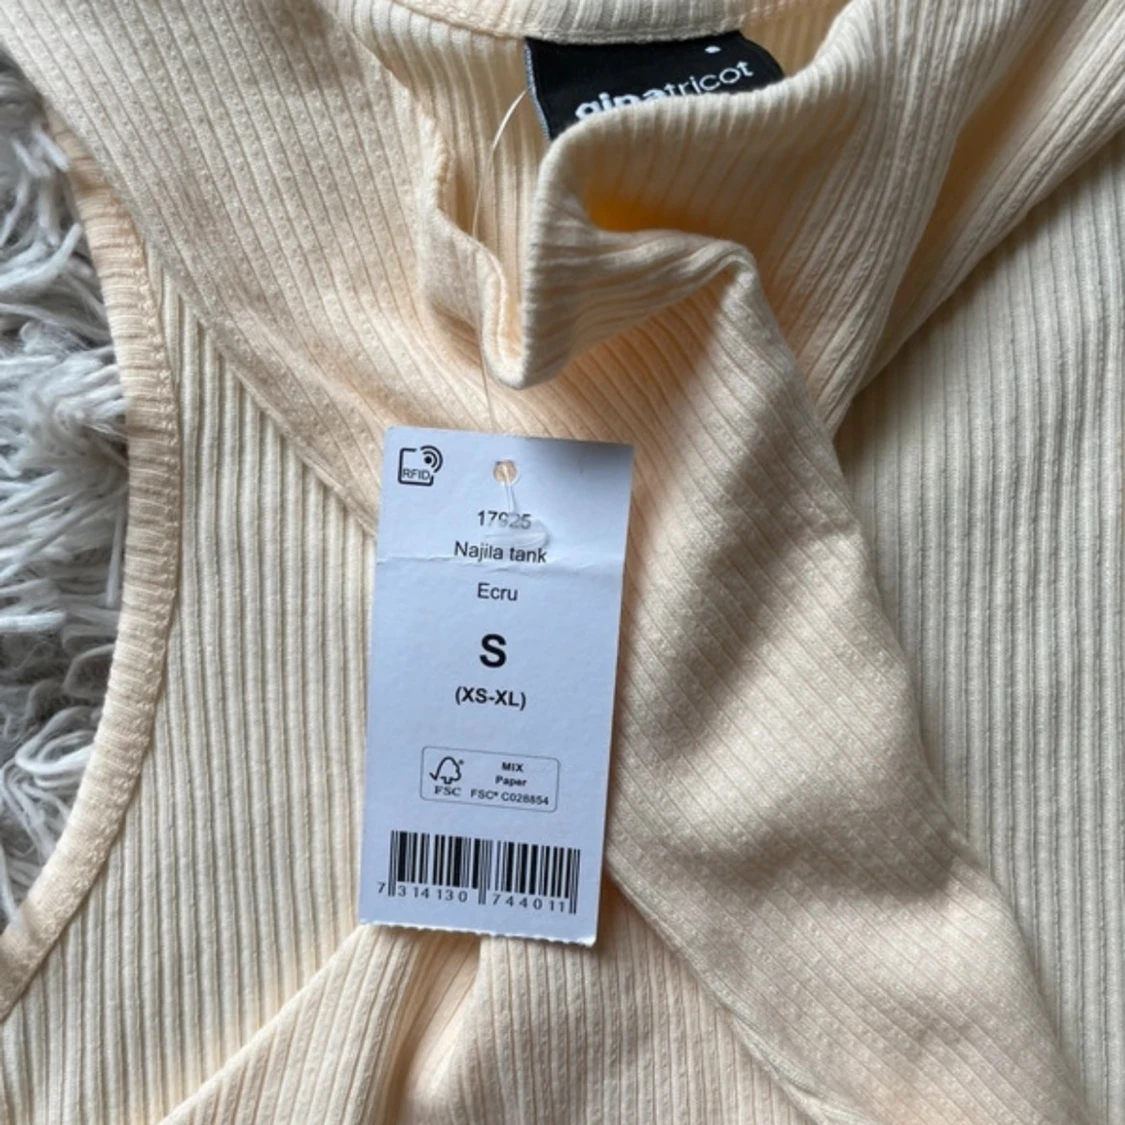 ginatricot
RFID
17925
Najila tank
Ecru
S
(XS-XL)
MIX
Paper
FSC FSC® C028854
7 314130 744011